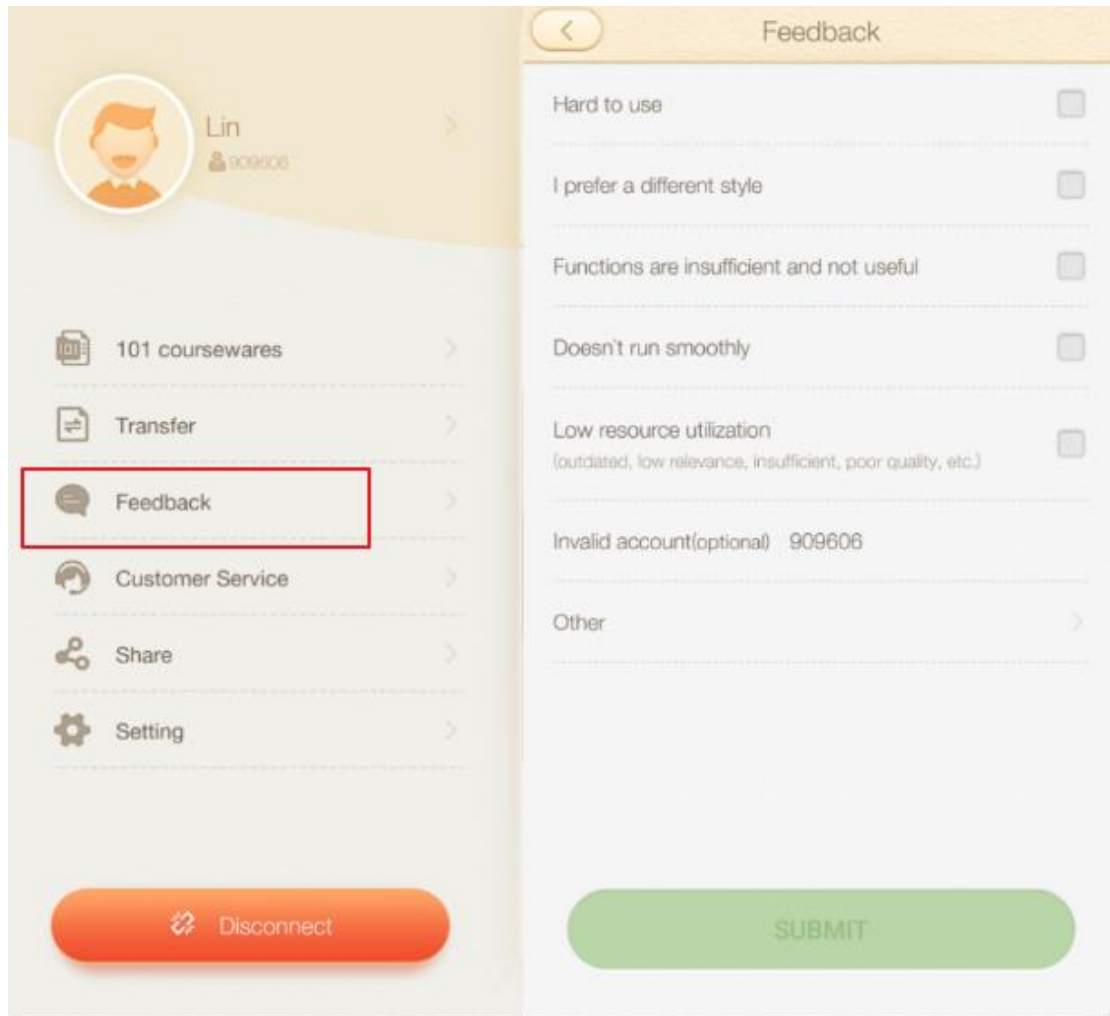 Lin
909606
101 coursewares
Transfer
Feedback
Customer Service
Share
Setting
Disconnect
Feedback
Hard to use
I prefer a different style
Functions are insufficient and not useful
Doesn't run smoothly
Low resource utilization
(outdated, low relevance, insufficient, poor quality, etc.)
Invalid account(optional) 909606
Other
SUBMIT